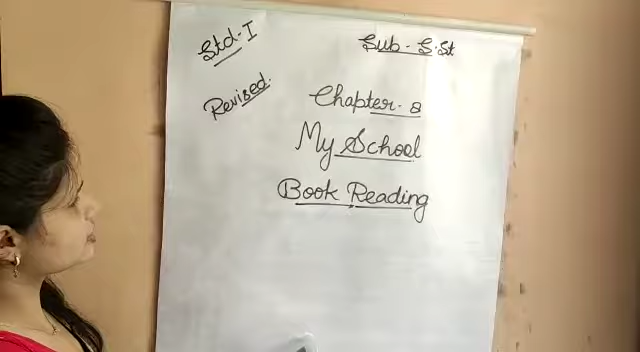 Std-I
Sub - S.St
Revised.
Chapter-8
My School
Book Reading